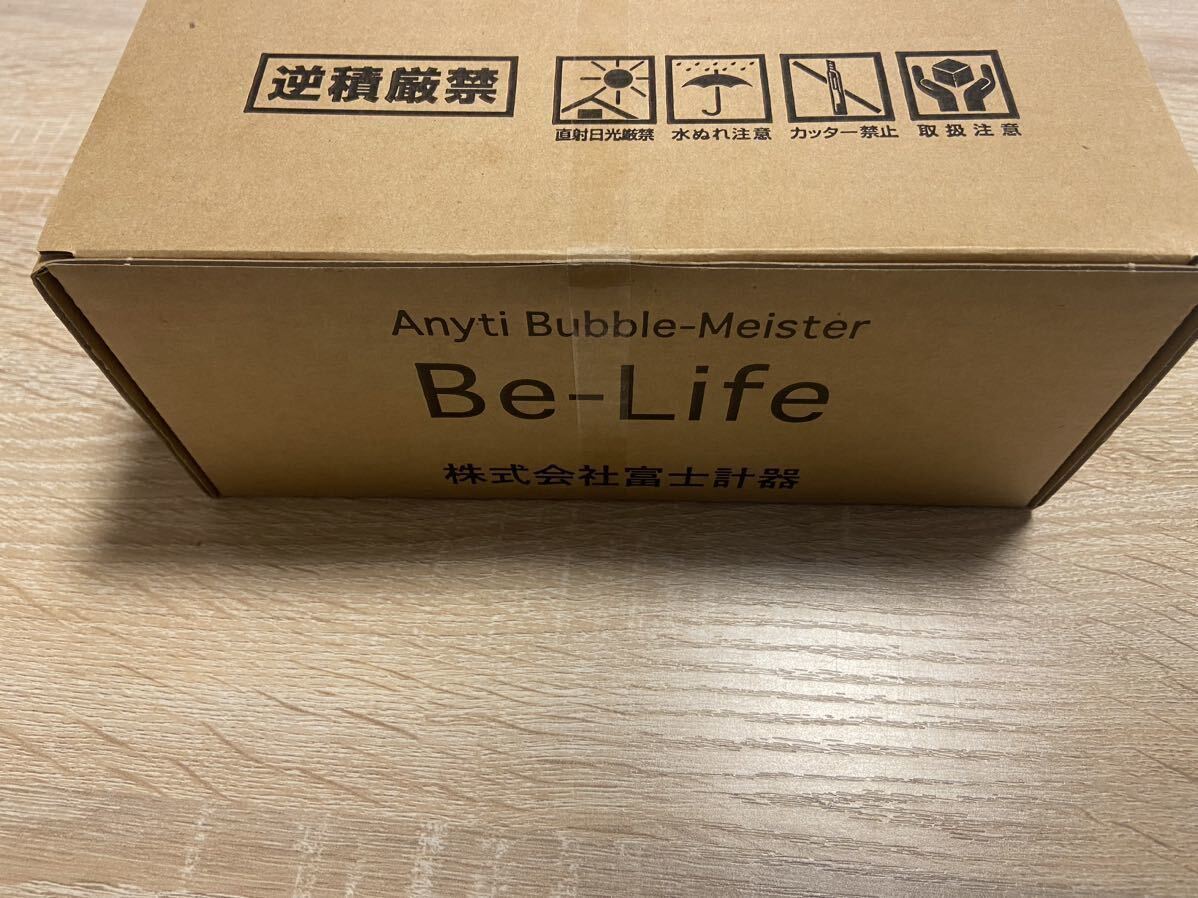 逆積厳禁
直射日光厳禁
水ぬれ注意
カッター禁止
取扱注意
Anyti Bubble-Meister
Be-Life
株式会社富士計器